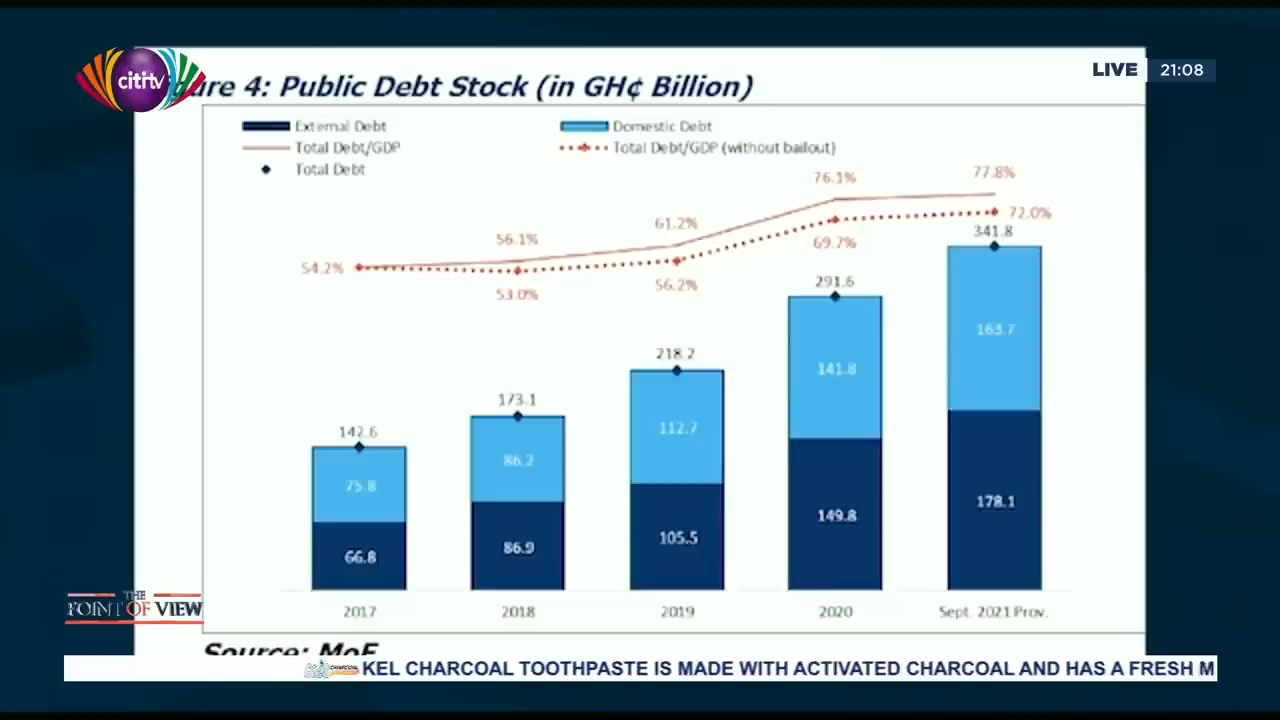 citi tv
LIVE 21:08
ure 4: Public Debt Stock (in GH¢ Billion)
External Debt
Domestic Debt
Total Debt/GDP
Total Debt/GDP (without bailout)
Total Debt
54.2%
56.1%
61.2%
76.1%
77.8%
53.0%
56.2%
69.7%
72.0%
142.6
173.1
218.2
291.6
341.8
75.8
86.2
112.7
141.8
163.7
66.8
86.9
105.5
149.8
178.1
2017
2018
2019
2020
Sept. 2021 Prov.
THE
POINT OF VIEW
Source: MoF
KEL CHARCOAL TOOTHPASTE IS MADE WITH ACTIVATED CHARCOAL AND HAS A FRESH M